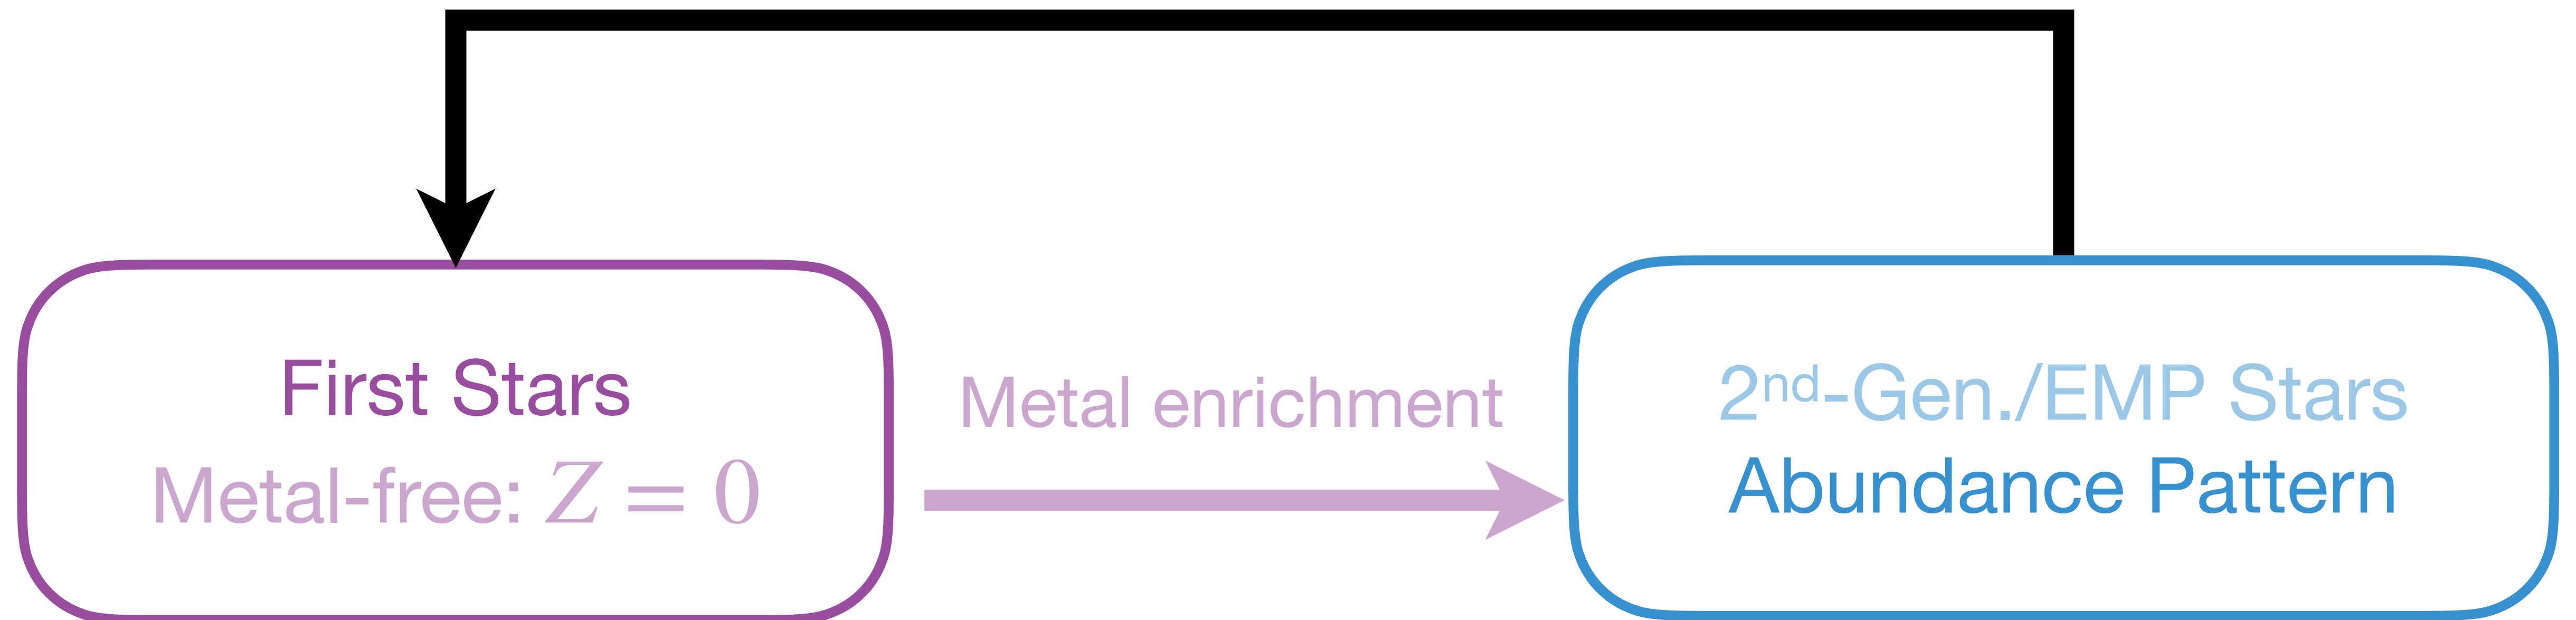 First Stars
Metal-free: Z = 0
Metal enrichment
2nd-Gen./EMP Stars
Abundance Pattern